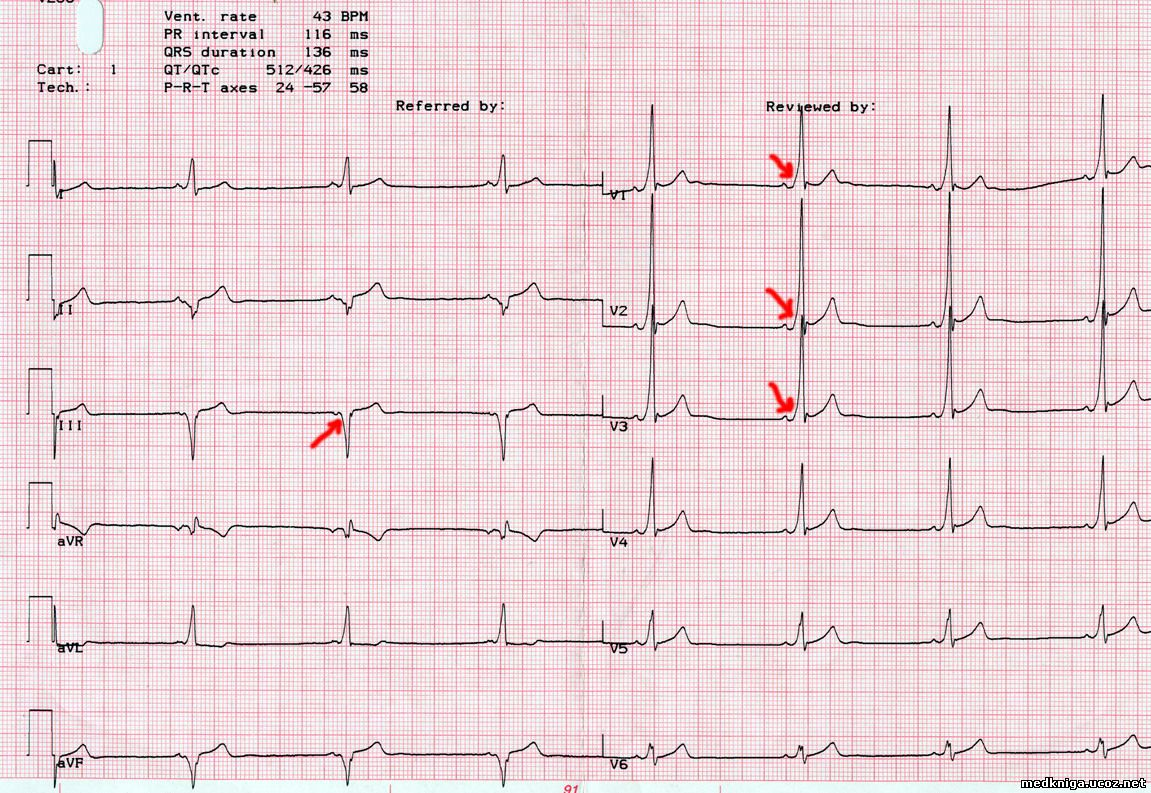 Vent. rate 43 BPM
PR interval 116 ms
QRS duration 136 ms
Cart: 1 QT/QTc 512/426 ms
Tech.: P-R-T axes 24 -57 58
Referred by: Reviewed by:
I V1
II V2
III V3
aVR V4
aVL V5
aVF V6
91
medkniga.ucoz.net